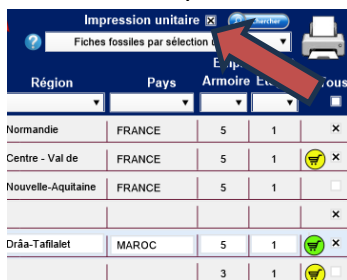 Impression unitaire
Chercher
? Fiches fossiles par sélection
Région Pays Armoire Tous
Normandie FRANCE 5 1
Centre - Val de FRANCE 5 1
Nouvelle-Aquitaine FRANCE 5 1
Drâa-Tafilalet MAROC 5 1
3 1